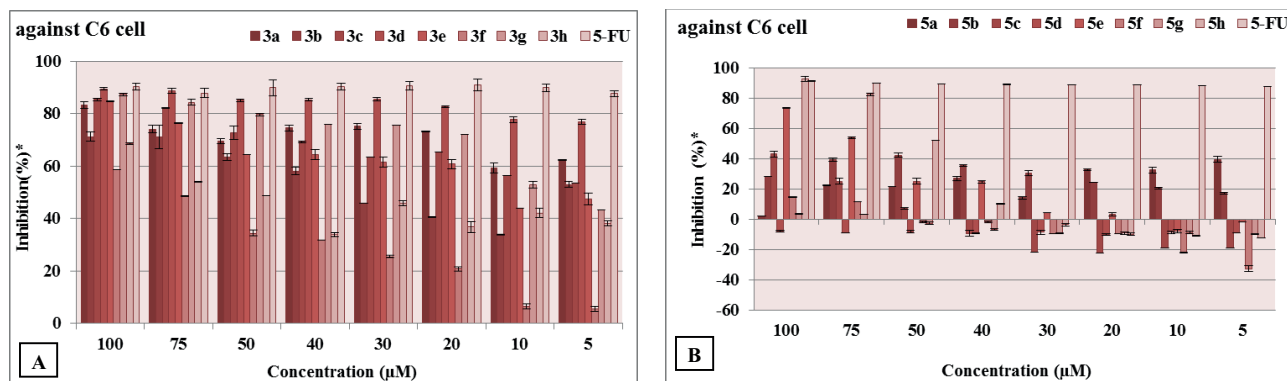 against C6 cell
3a 3b 3c 3d 3e 3f 3g 3h 5-FU
Inhibition(%)*
100
80
60
40
20
0
100 75 50 40 30 20 10 5
Concentration (µM)
A
against C6 cell
5a 5b 5c 5d 5e 5f 5g 5h 5-FU
Inhibition (%)*
100
80
60
40
20
0
-20
-40
-60
100 75 50 40 30 20 10 5
Concentration (µM)
B